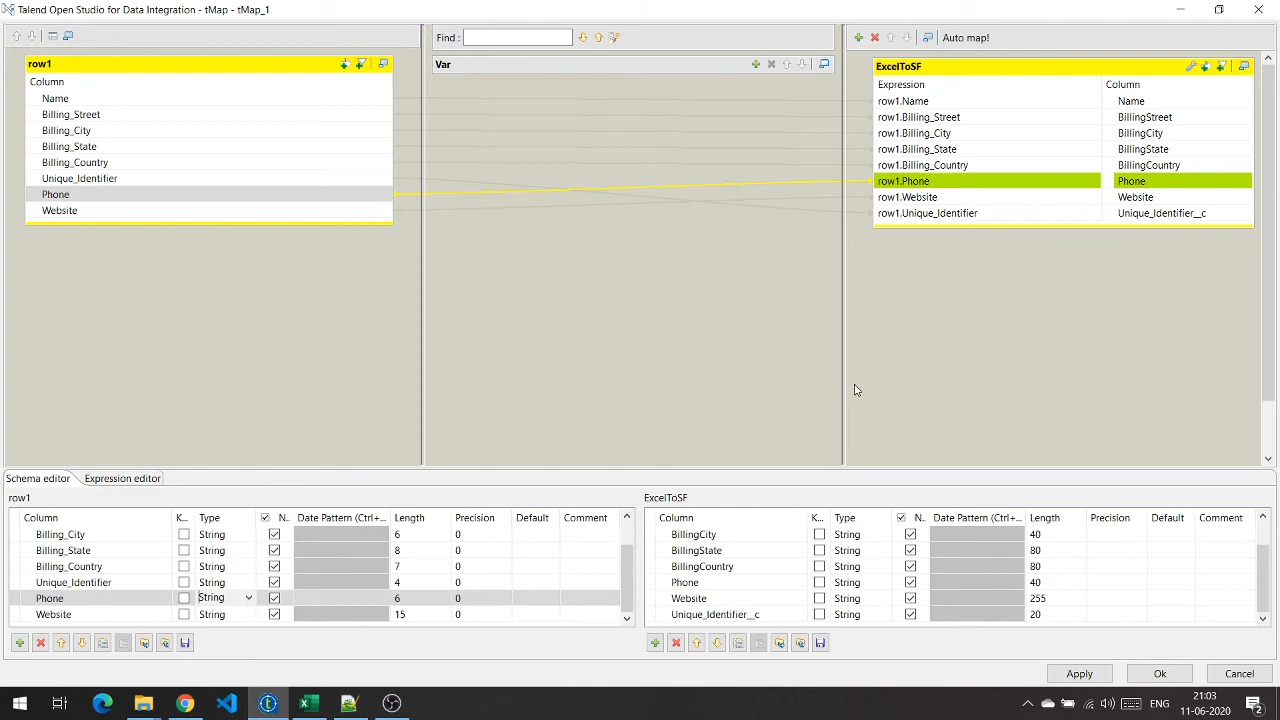 Talend Open Studio for Data Integration - tMap - tMap_1
Find :
Auto map!
row1
Column
Name
Billing_Street
Billing_City
Billing_State
Billing_Country
Unique_Identifier
Phone
Website
Var
ExcelToSF
Expression Column
row1.Name Name
row1.Billing_Street BillingStreet
row1.Billing_City BillingCity
row1.Billing_State BillingState
row1.Billing_Country BillingCountry
row1.Phone Phone
row1.Website Website
row1.Unique_Identifier Unique_Identifier__c
Schema editor Expression editor
row1
Column K... Type N.. Date Pattern (Ctrl+... Length Precision Default Comment
Billing_City String 6 0
Billing_State String 8 0
Billing_Country String 7 0
Unique_Identifier String 4 0
Phone String 6 0
Website String 15 0
ExcelToSF
Column K... Type N.. Date Pattern (Ctrl+... Length Precision Default Comment
BillingCity String 40
BillingState String 80
BillingCountry String 80
Phone String 40
Website String 255
Unique_Identifier__c String 20
Apply Ok Cancel
ENG
21:03
11-06-2020
2